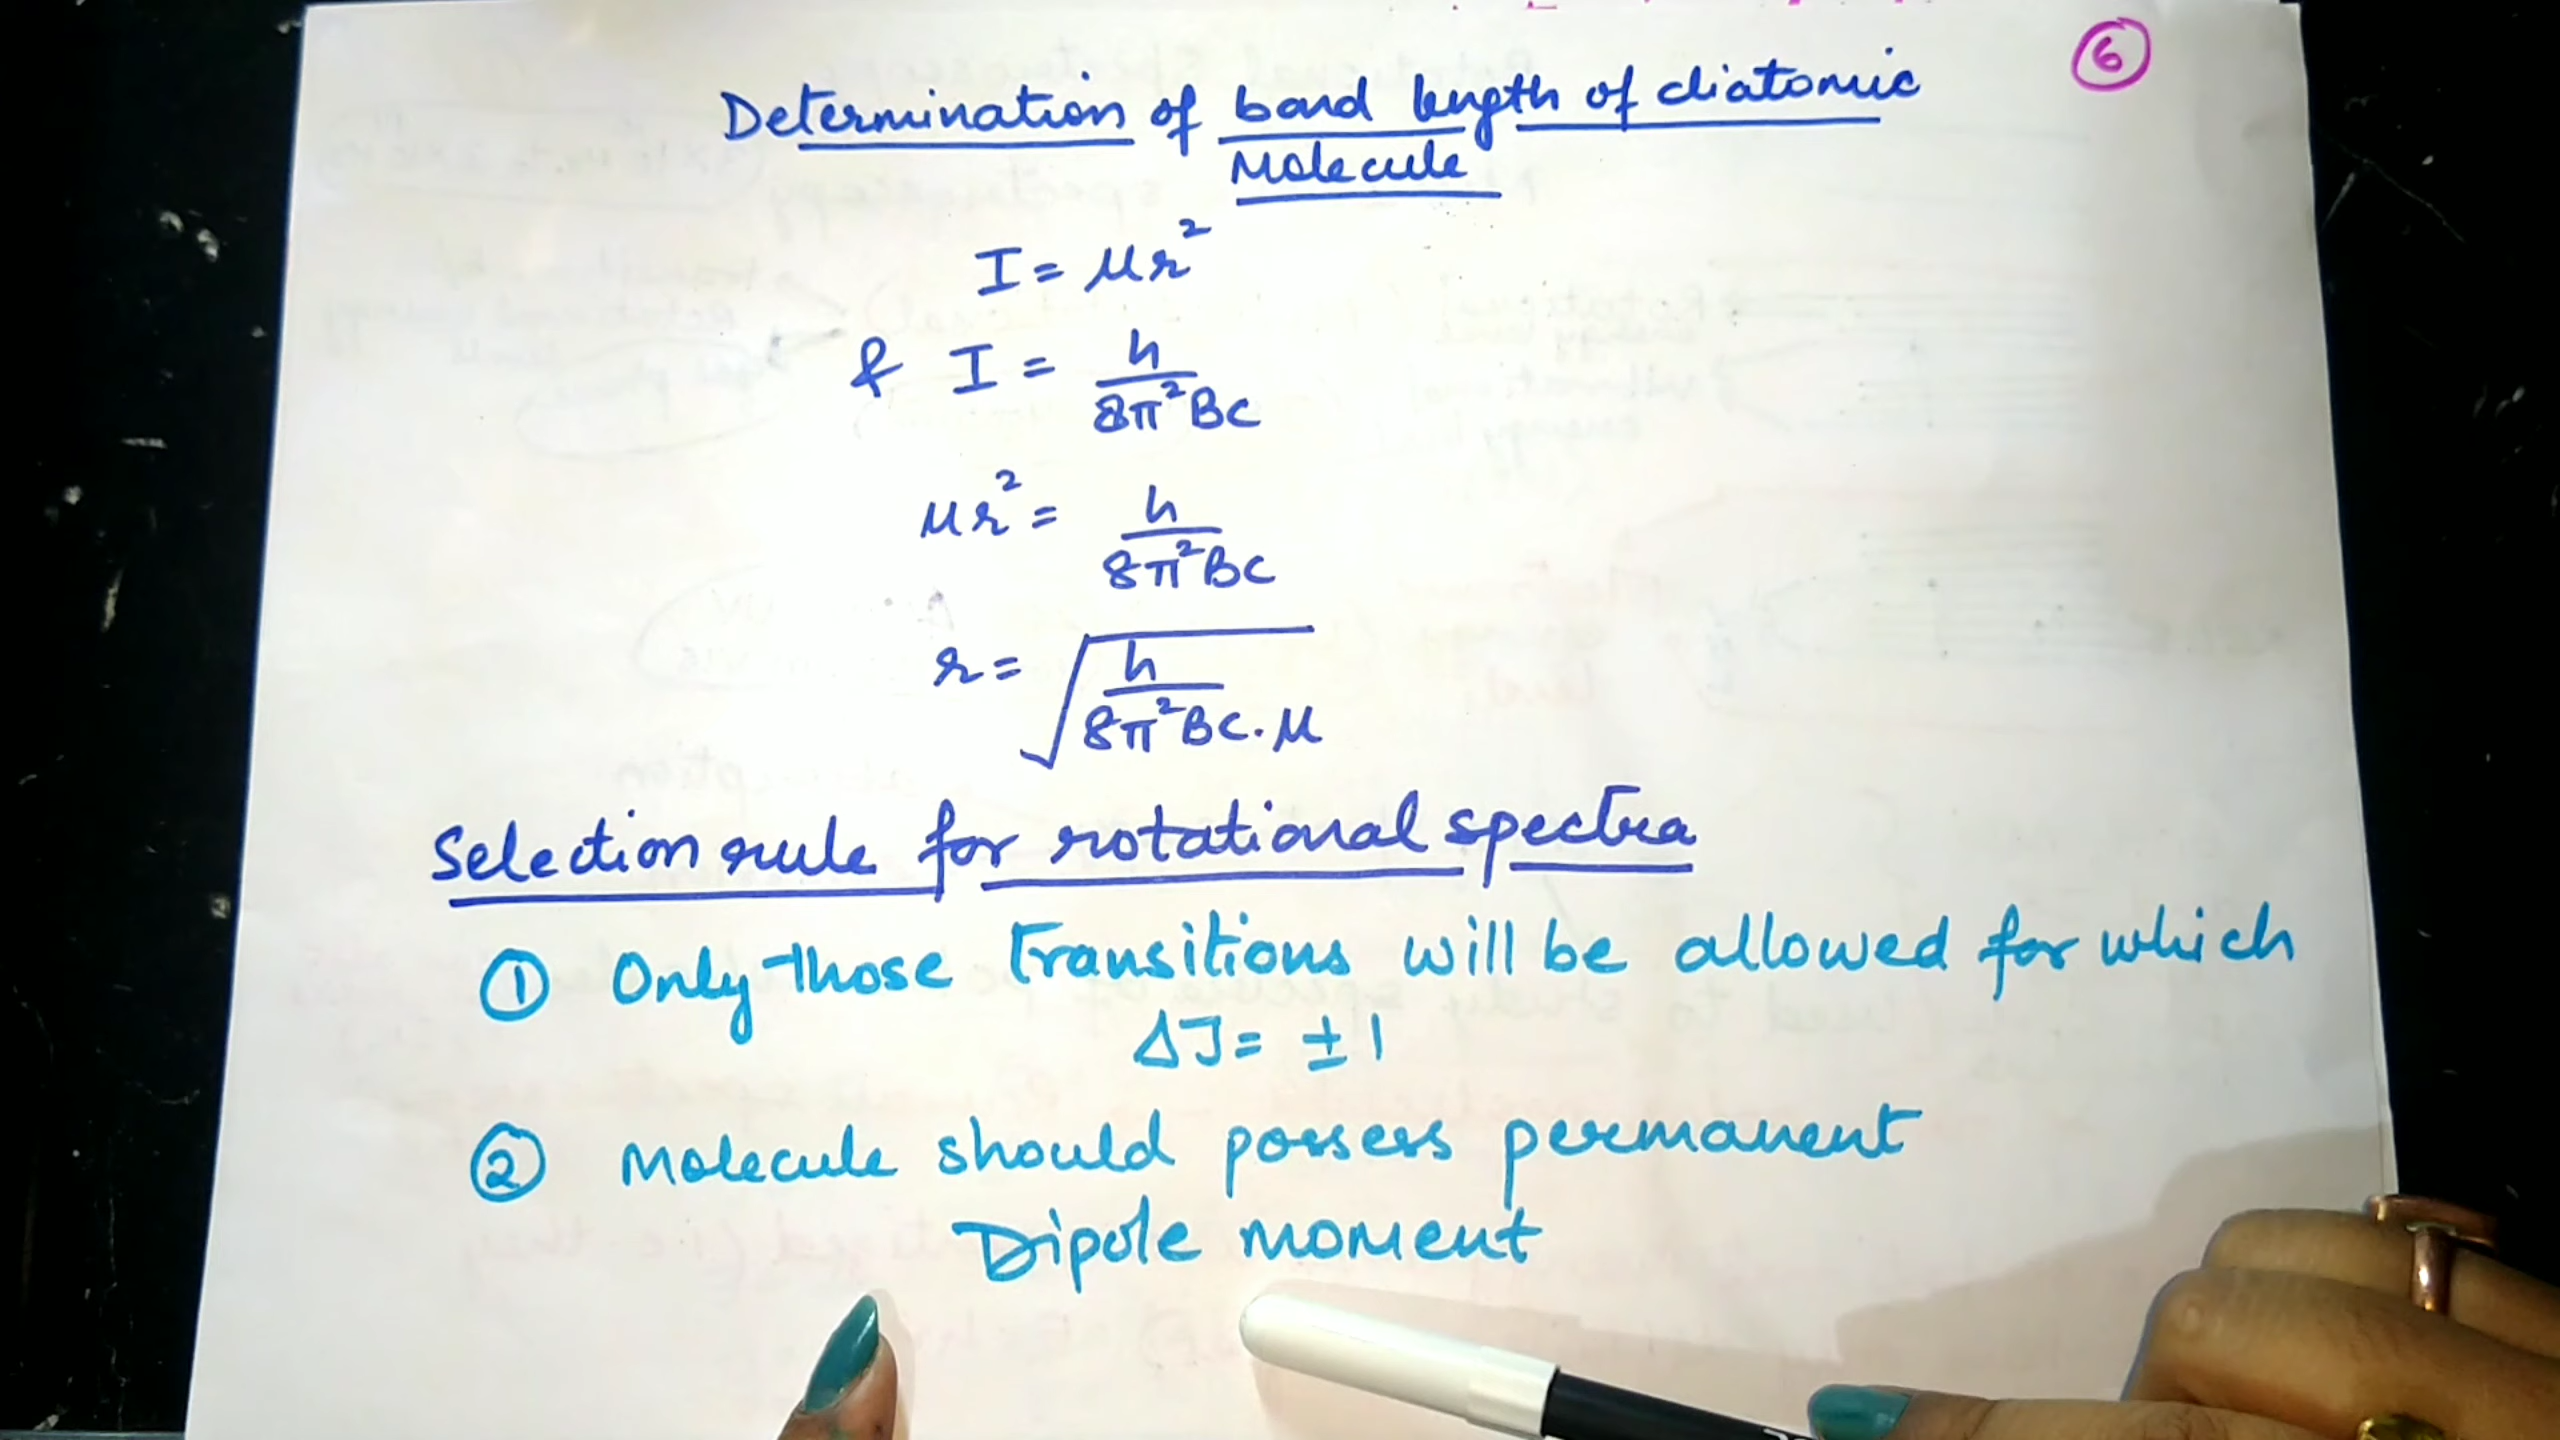 6
Determination of bond length of diatomic
Molecule
I = μr²
& I = h / 8π²BC
μr² = h / 8π²BC
r = √(h / 8π²BC.μ)
Selection rule for rotational spectra
① Only those transitions will be allowed for which
ΔJ = ±1
② Molecule should possess permanent
Dipole moment